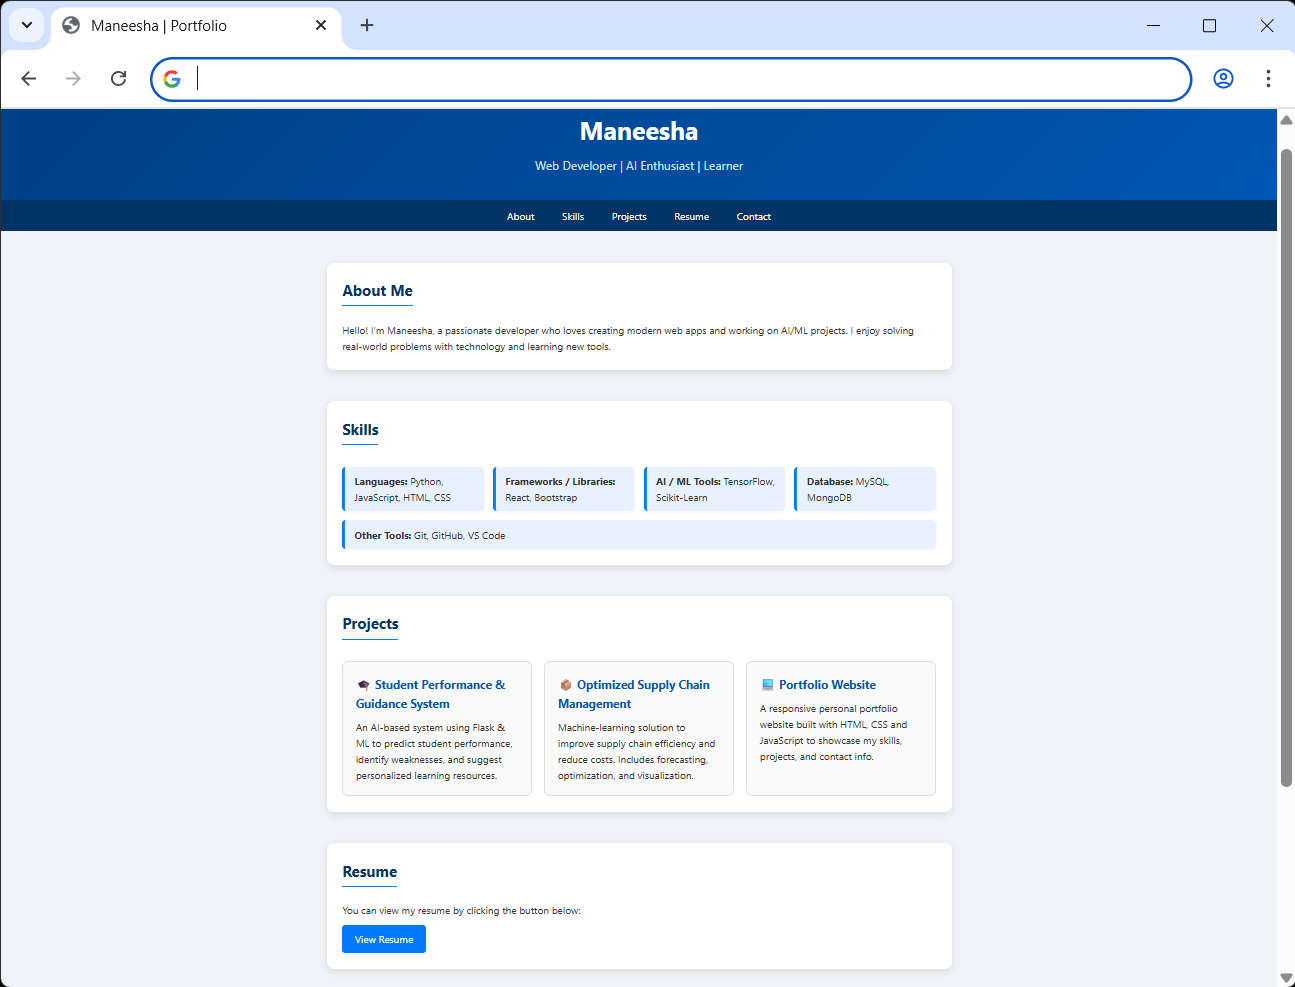 Maneesha | Portfolio
Maneesha
Web Developer | AI Enthusiast | Learner
About Skills Projects Resume Contact
About Me
Hello! I'm Maneesha, a passionate developer who loves creating modern web apps and working on AI/ML projects. I enjoy solving
real-world problems with technology and learning new tools.
Skills
Languages: Python,
JavaScript, HTML, CSS
Frameworks / Libraries:
React, Bootstrap
AI / ML Tools: TensorFlow,
Scikit-Learn
Database: MySQL,
MongoDB
Other Tools: Git, GitHub, VS Code
Projects
Student Performance &
Guidance System
An AI-based system using Flask &
ML to predict student performance,
identify weaknesses, and suggest
personalized learning resources.
Optimized Supply Chain
Management
Machine-learning solution to
improve supply chain efficiency and
reduce costs. Includes forecasting,
optimization, and visualization.
Portfolio Website
A responsive personal portfolio
website built with HTML, CSS and
JavaScript to showcase my skills,
projects, and contact info.
Resume
You can view my resume by clicking the button below:
View Resume